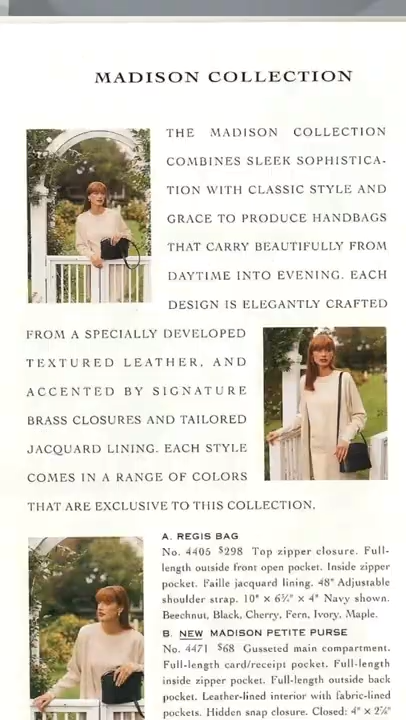 MADISON COLLECTION
THE MADISON COLLECTION
COMBINES SLEEK SOPHISTICA-
TION WITH CLASSIC STYLE AND
GRACE TO PRODUCE HANDBAGS
THAT CARRY BEAUTIFULLY FROM
DAYTIME INTO EVENING. EACH
DESIGN IS ELEGANTLY CRAFTED
FROM A SPECIALLY DEVELOPED
TEXTURED LEATHER, AND
ACCENTED BY SIGNATURE
BRASS CLOSURES AND TAILORED
JACQUARD LINING. EACH STYLE
COMES IN A RANGE OF COLORS
THAT ARE EXCLUSIVE TO THIS COLLECTION.
A. REGIS BAG
No. 4405 $298 Top zipper closure. Full-
length outside front open pocket. Inside zipper
pocket. Faille jacquard lining. 48" Adjustable
shoulder strap. 10" × 6¾" × 4" Navy shown.
Beechnut, Black, Cherry, Fern, Ivory, Maple.
B. NEW MADISON PETITE PURSE
No. 4471 $68 Gusseted main compartment.
Full-length card/receipt pocket. Full-length
inside zipper pocket. Full-length outside back
pocket. Leather-lined interior with fabric-lined
pockets. Hidden snap closure. Closed: 4" × 2⅞"